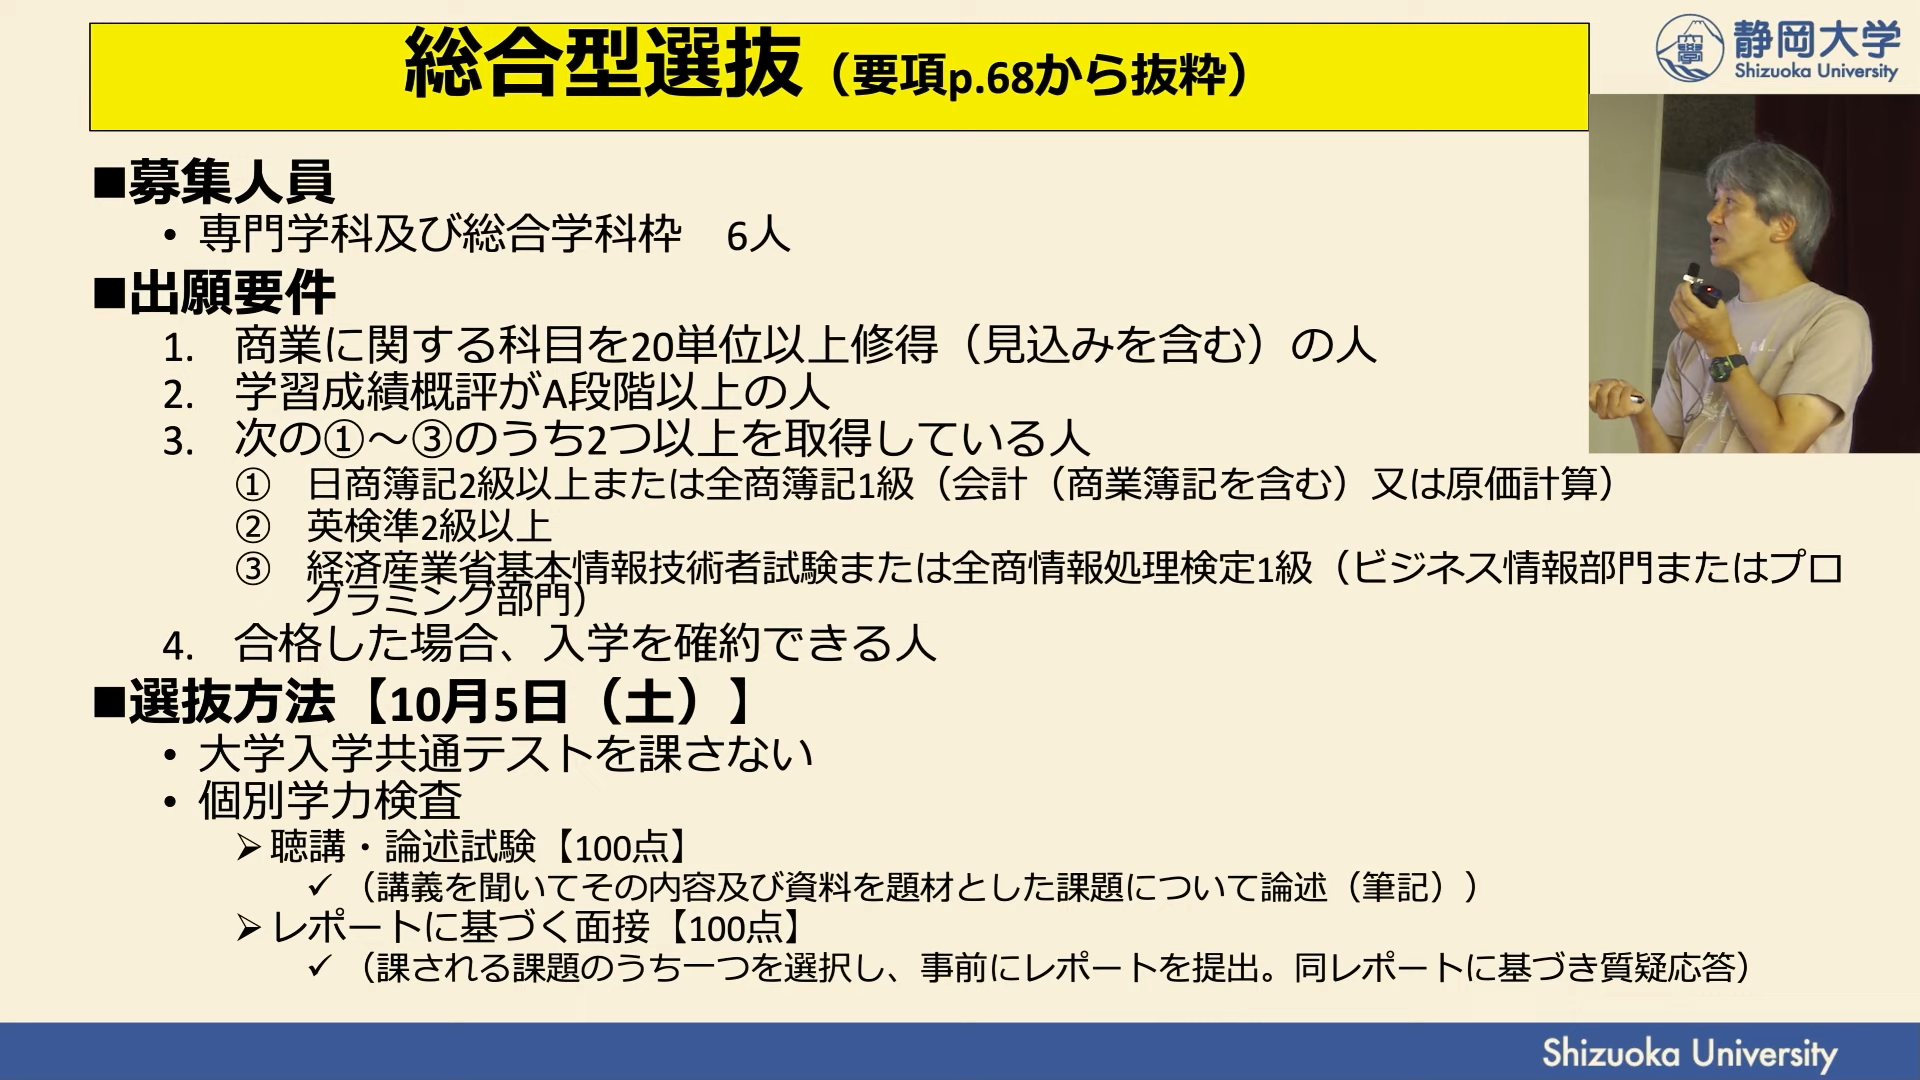 総合型選抜（要項p.68から抜粋）
静岡大学
Shizuoka University
■募集人員
• 専門学科及び総合学科枠　6人
■出願要件
1. 商業に関する科目を20単位以上修得（見込みを含む）の人
2. 学習成績概評がA段階以上の人
3. 次の①～③のうち2つ以上を取得している人
① 日商簿記2級以上または全商簿記1級（会計（商業簿記を含む）又は原価計算）
② 英検準2級以上
③ 経済産業省基本情報技術者試験または全商情報処理検定1級（ビジネス情報部門またはプロ
グラミング部門）
4. 合格した場合、入学を確約できる人
■選抜方法【10月5日（土）】
• 大学入学共通テストを課さない
• 個別学力検査
➢ 聴講・論述試験【100点】
✓ （講義を聞いてその内容及び資料を題材とした課題について論述（筆記））
➢ レポートに基づく面接【100点】
✓ （課される課題のうち一つを選択し、事前にレポートを提出。同レポートに基づき質疑応答）
Shizuoka University